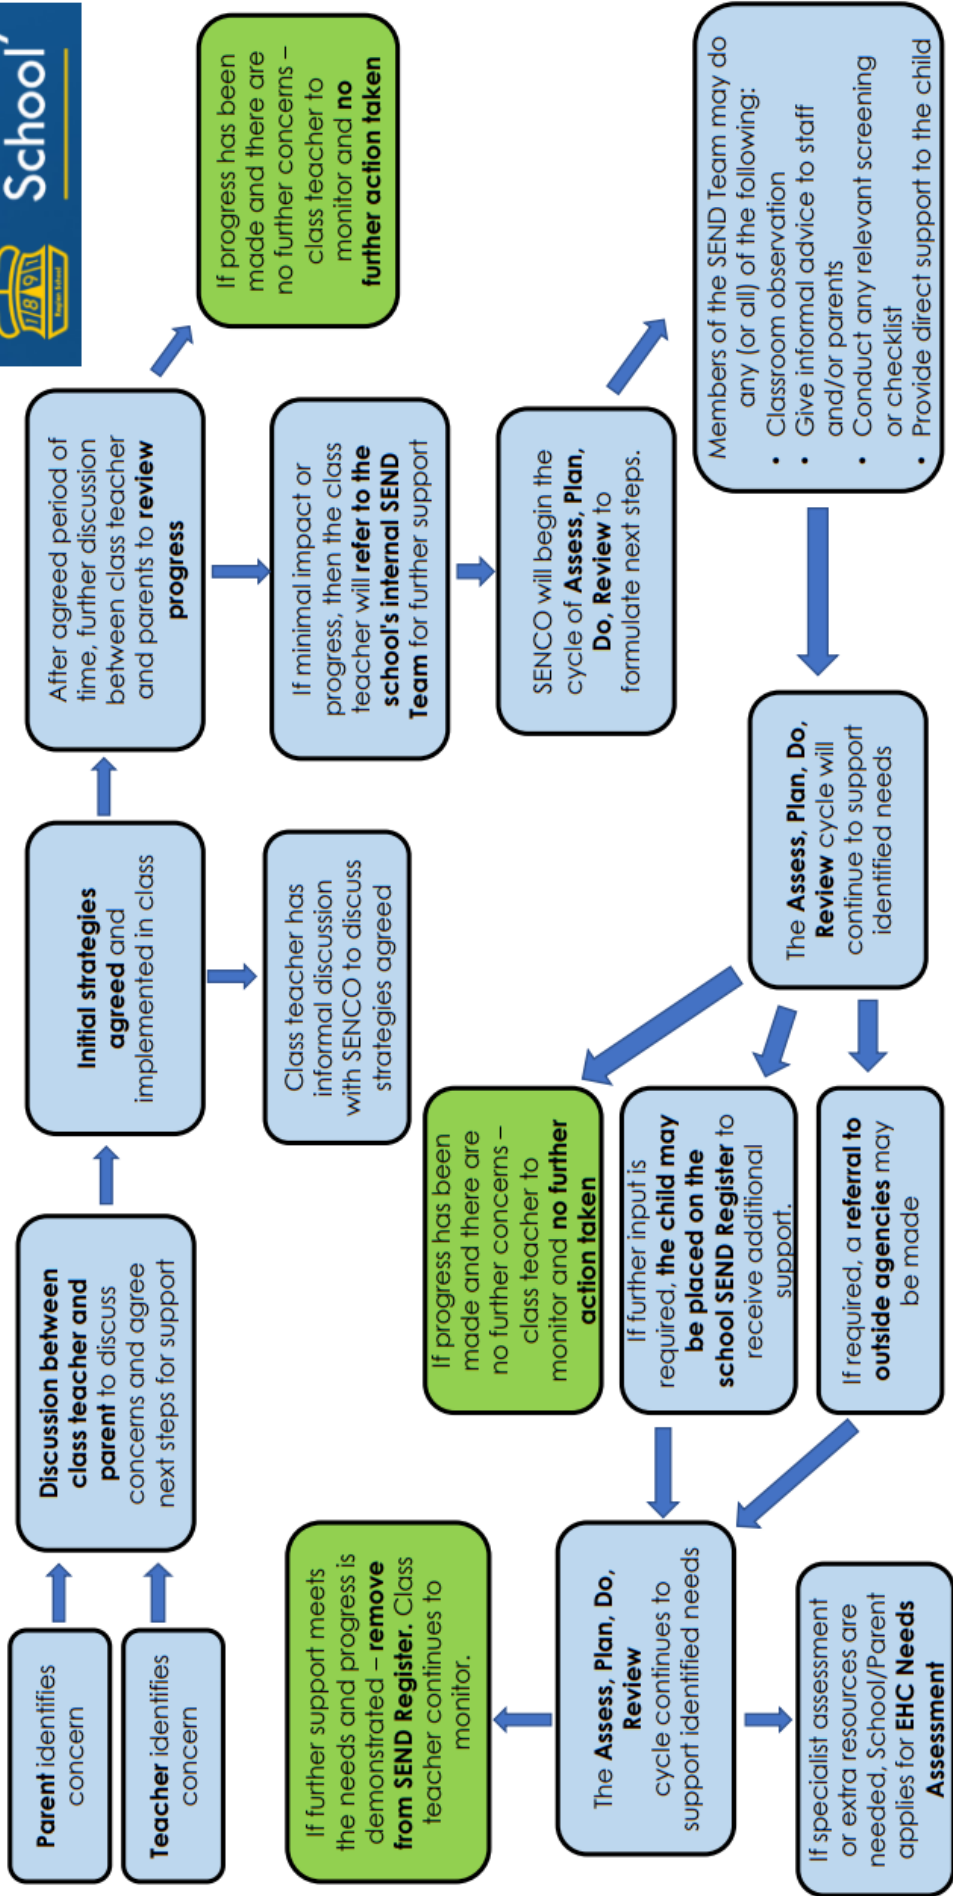 School
1891
Raglan School
Parent identifies
concern
Teacher identifies
concern
Discussion between
class teacher and
parent to discuss
concerns and agree
next steps for support
Initial strategies
agreed and
implemented in class
Class teacher has
informal discussion
with SENCO to discuss
strategies agreed
After agreed period of
time, further discussion
between class teacher
and parents to review
progress
If progress has been
made and there are
no further concerns –
class teacher to
monitor and no
further action taken
If minimal impact or
progress, then the class
teacher will refer to the
school's internal SEND
Team for further support
SENCO will begin the
cycle of Assess, Plan,
Do, Review to
formulate next steps.
Members of the SEND Team may do
any (or all) of the following:
• Classroom observation
• Give informal advice to staff
and/or parents
• Conduct any relevant screening
or checklist
• Provide direct support to the child
The Assess, Plan, Do,
Review cycle will
continue to support
identified needs
If progress has been
made and there are
no further concerns –
class teacher to
monitor and no further
action taken
If further input is
required, the child may
be placed on the
school SEND Register to
receive additional
support.
If required, a referral to
outside agencies may
be made
The Assess, Plan, Do,
Review
cycle continues to
support identified needs
If further support meets
the needs and progress is
demonstrated – remove
from SEND Register. Class
teacher continues to
monitor.
If specialist assessment
or extra resources are
needed, School/Parent
applies for EHC Needs
Assessment